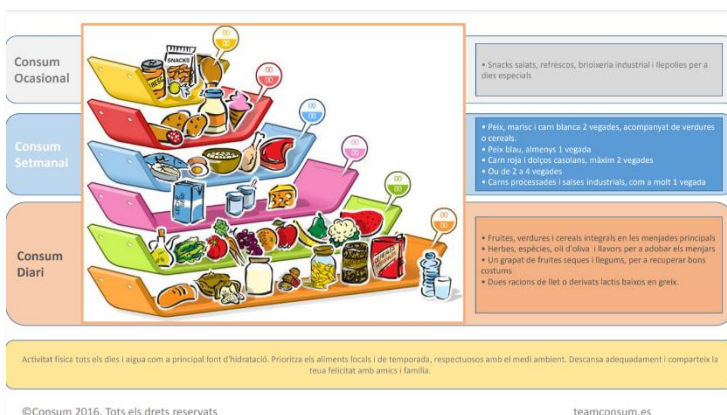 Consum
Ocasional
SNACKS
• Snacks salats, refrescos, brioixeria industrial i llepolies per a
dies especials
Consum
Setmanal
• Peix, marisc i carn blanca 2 vegades, acompanyat de verdures
o cereals.
• Peix blau, almenys 1 vegada
• Carn roja i dolços casolans, màxim 2 vegades
• Ou de 2 a 4 vegades
• Carns processades i salses industrials, com a molt 1 vegada
Consum
Diari
• Fruites, verdures i cereals integrals en les menjades principals
• Herbes, espècies, oli d'oliva i llavors per a adobar els menjars
• Un grapat de fruites seques i llegums, per a recuperar bons
costums
• Dues racions de llet o derivats lactis baixos en greix.
Activitat física tots els dies i aigua com a principal font d'hidratació. Prioritza els aliments locals i de temporada, respectuosos amb el medi ambient. Descansa adequadament i comparteix la
teua felicitat amb amics i família.
©Consum 2016. Tots els drets reservats
teamconsum.es